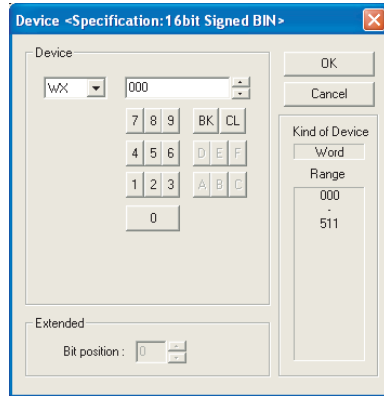 Device <Specification:16bit Signed BIN>
Device
WX
000
7 8 9 BK CL
4 5 6 D E F
1 2 3 A B C
0
Extended
Bit position : 0
OK
Cancel
Kind of Device
Word
Range
000
-
511